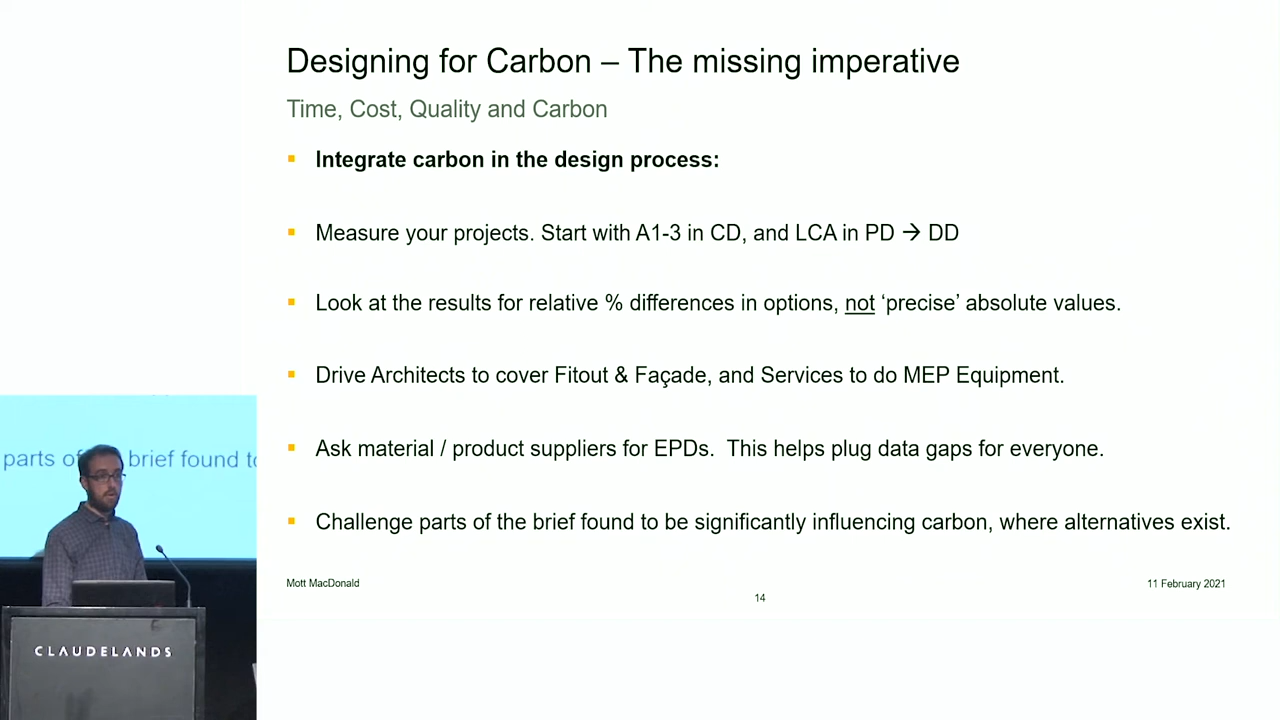 Designing for Carbon – The missing imperative
Time, Cost, Quality and Carbon
Integrate carbon in the design process:
Measure your projects. Start with A1-3 in CD, and LCA in PD → DD
Look at the results for relative % differences in options, not ‘precise’ absolute values.
Drive Architects to cover Fitout & Façade, and Services to do MEP Equipment.
Ask material / product suppliers for EPDs.  This helps plug data gaps for everyone.
Challenge parts of the brief found to be significantly influencing carbon, where alternatives exist.
Mott MacDonald
11 February 2021
14
parts of brief found to
CLAUDELANDS